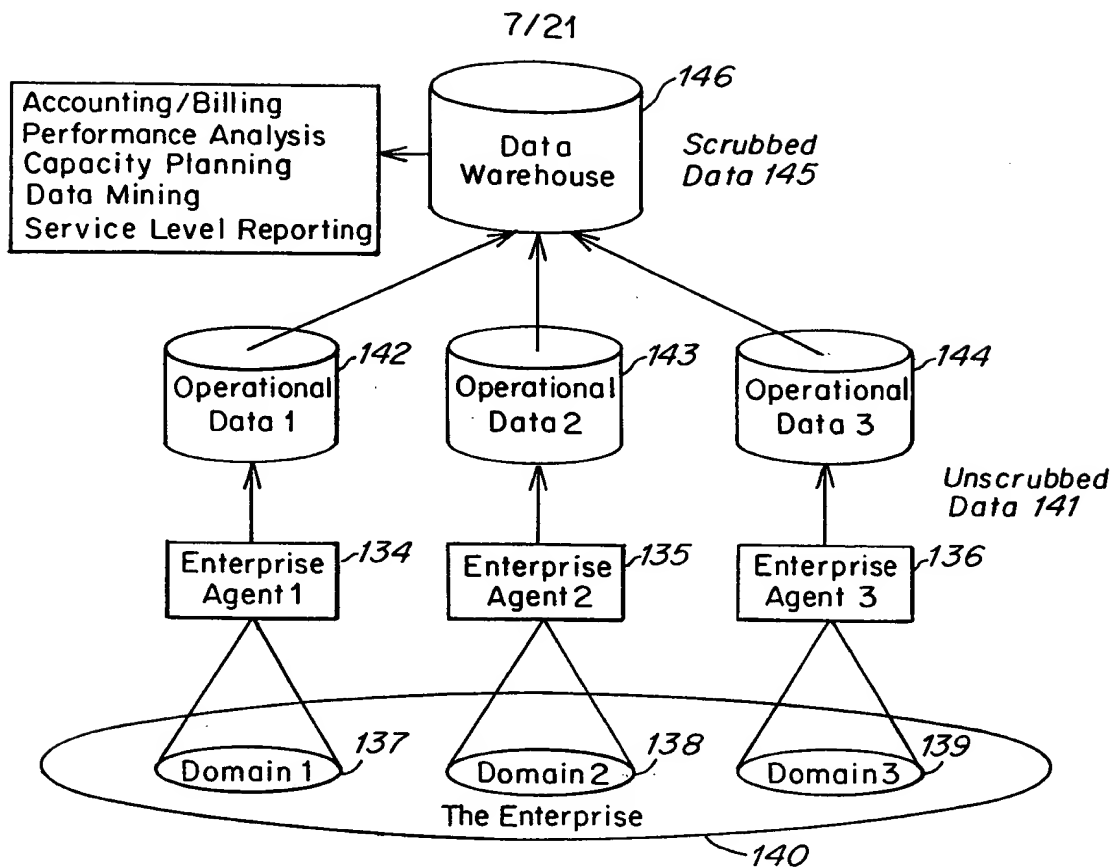 7/21
Accounting/Billing
Performance Analysis
Capacity Planning
Data Mining
Service Level Reporting
146
Data
Warehouse
Scrubbed
Data 145
142
Operational
Data 1
143
Operational
Data 2
144
Operational
Data 3
Unscrubbed
Data 141
134
Enterprise
Agent 1
135
Enterprise
Agent 2
136
Enterprise
Agent 3
137
Domain 1
138
Domain 2
139
Domain 3
The Enterprise
140